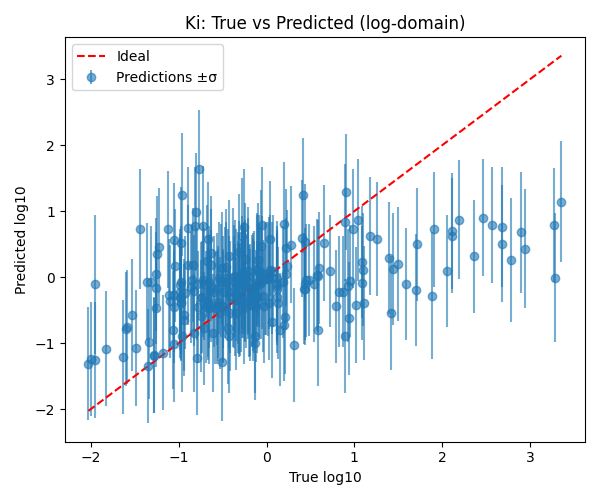 Ki: True vs Predicted (log-domain)
Ideal
Predictions ±σ
Predicted log10
3
2
1
0
−1
−2
−2 −1 0 1 2 3
True log10